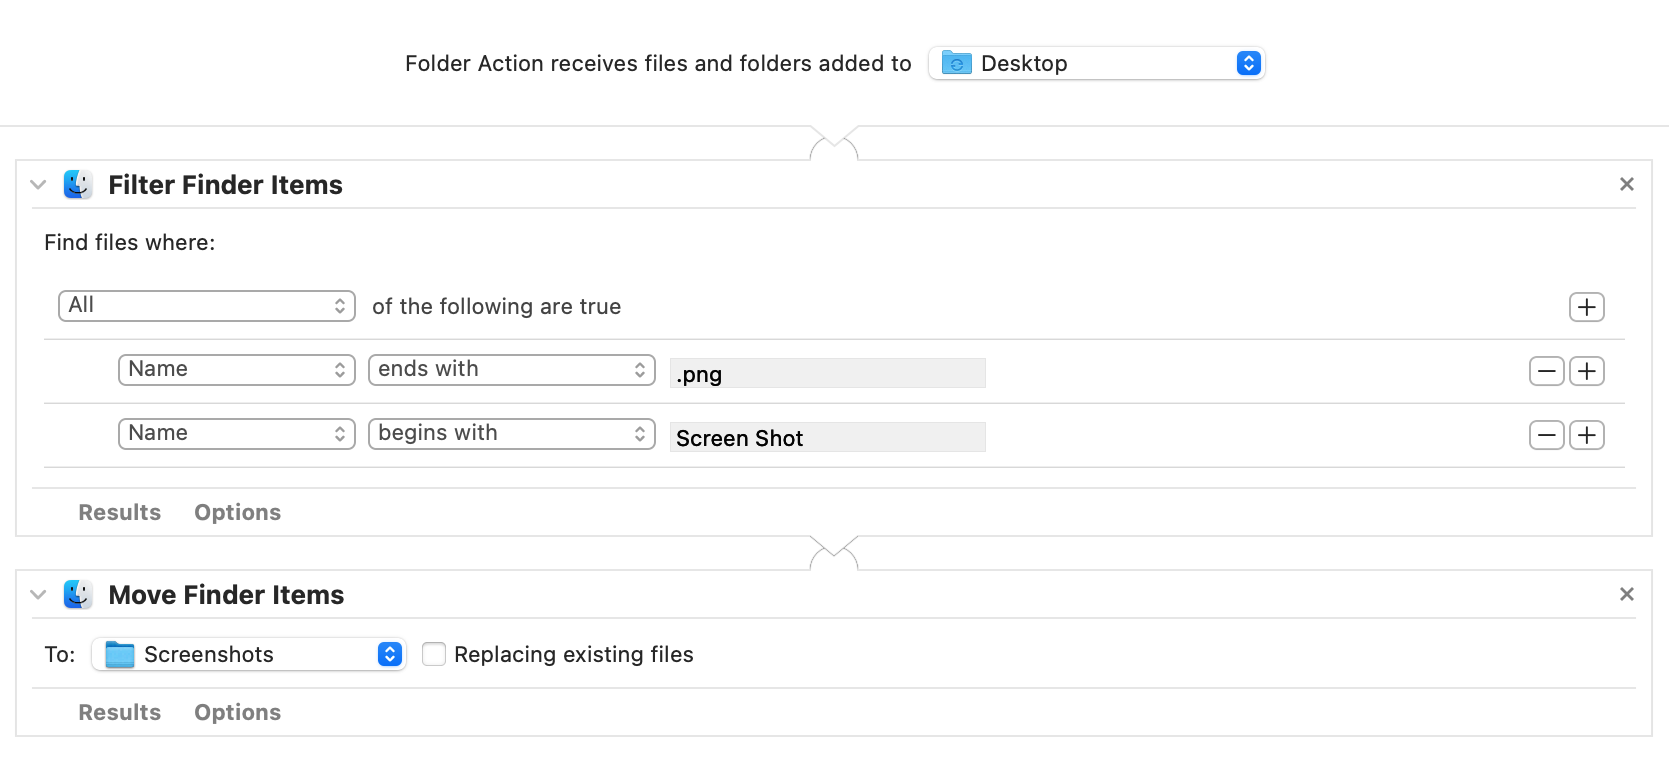 Folder Action receives files and folders added to Desktop
Filter Finder Items
Find files where:
All of the following are true
Name ends with .png
Name begins with Screen Shot
Results Options
Move Finder Items
To: Screenshots Replacing existing files
Results Options